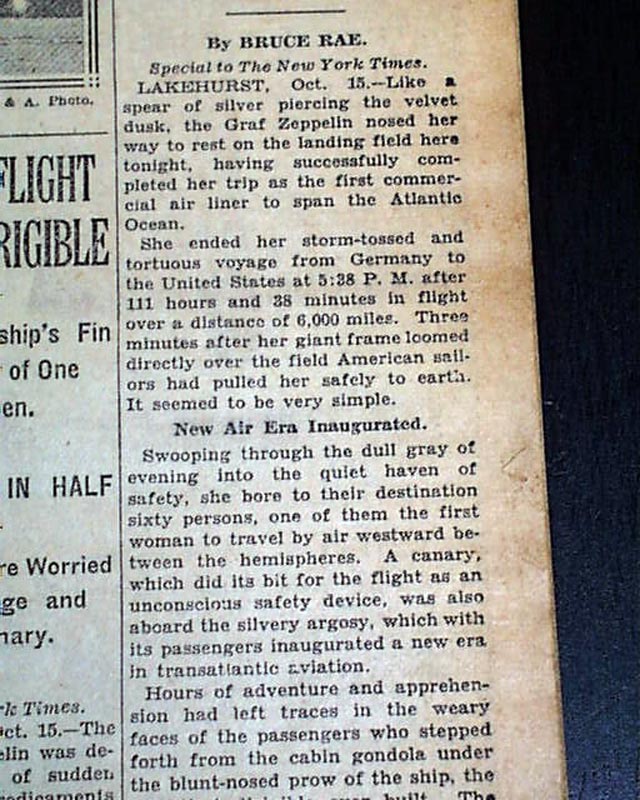 & A. Photo.
FLIGHT
RIGIBLE
ship's Fin
of One
en.
IN HALF
re Worried
ge and
nary.
rk Times.
ct. 15.—The
elin was de-
of sudden
redicaments
By BRUCE RAE.
Special to The New York Times.
LAKEHURST, Oct. 15.—Like a
spear of silver piercing the velvet
dusk, the Graf Zeppelin nosed her
way to rest on the landing field here
tonight, having successfully com-
pleted her trip as the first commer-
cial air liner to span the Atlantic
Ocean.
She ended her storm-tossed and
tortuous voyage from Germany to
the United States at 5:38 P. M. after
111 hours and 38 minutes in flight
over a distance of 6,000 miles. Three
minutes after her giant frame loomed
directly over the field American sail-
ors had pulled her safely to earth.
It seemed to be very simple.
New Air Era Inaugurated.
Swooping through the dull gray of
evening into the quiet haven of
safety, she bore to their destination
sixty persons, one of them the first
woman to travel by air westward be-
tween the hemispheres. A canary,
which did its bit for the flight as an
unconscious safety device, was also
aboard the silvery argosy, which with
its passengers inaugurated a new era
in transatlantic aviation.
Hours of adventure and apprehen-
sion had left traces in the weary
faces of the passengers who stepped
forth from the cabin gondola under
the blunt-nosed prow of the ship, the
built. The